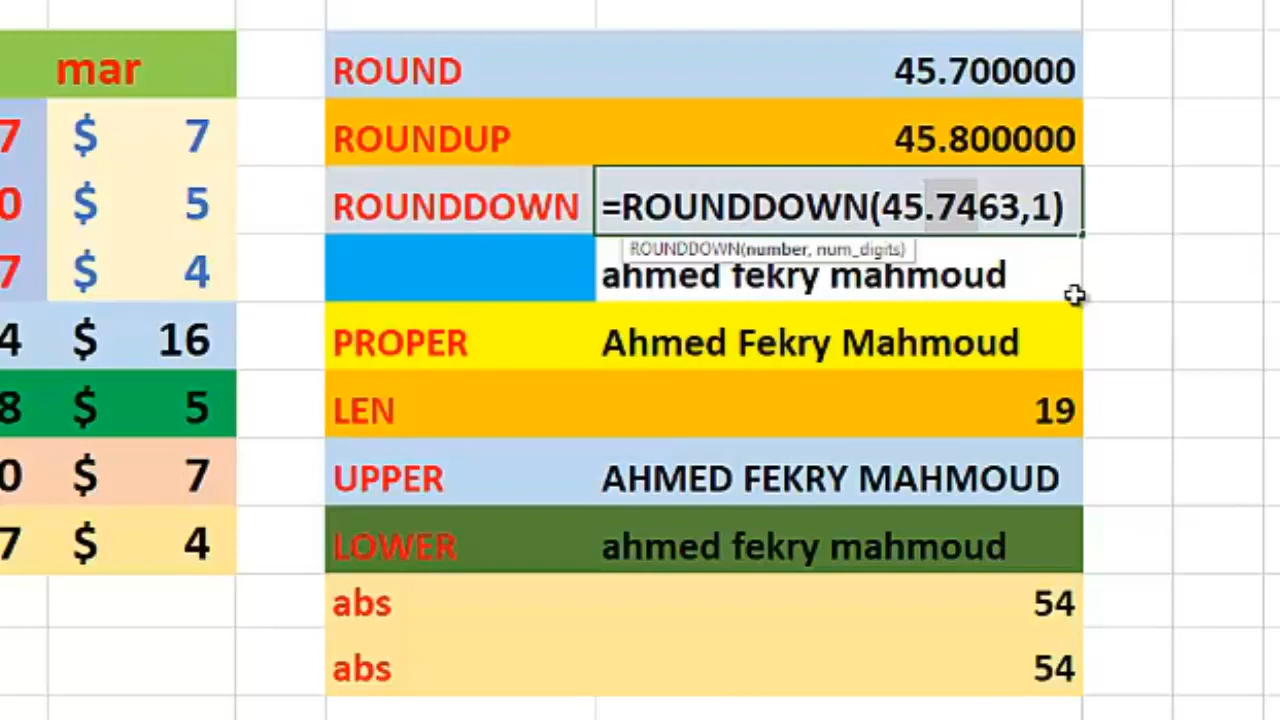 mar
7 $ 7
0 $ 5
7 $ 4
4 $ 16
8 $ 5
0 $ 7
7 $ 4
ROUND 45.700000
ROUNDUP 45.800000
ROUNDDOWN =ROUNDDOWN(45.7463,1)
ROUNDDOWN(number, num_digits)
ahmed fekry mahmoud
PROPER Ahmed Fekry Mahmoud
LEN 19
UPPER AHMED FEKRY MAHMOUD
LOWER ahmed fekry mahmoud
abs 54
abs 54